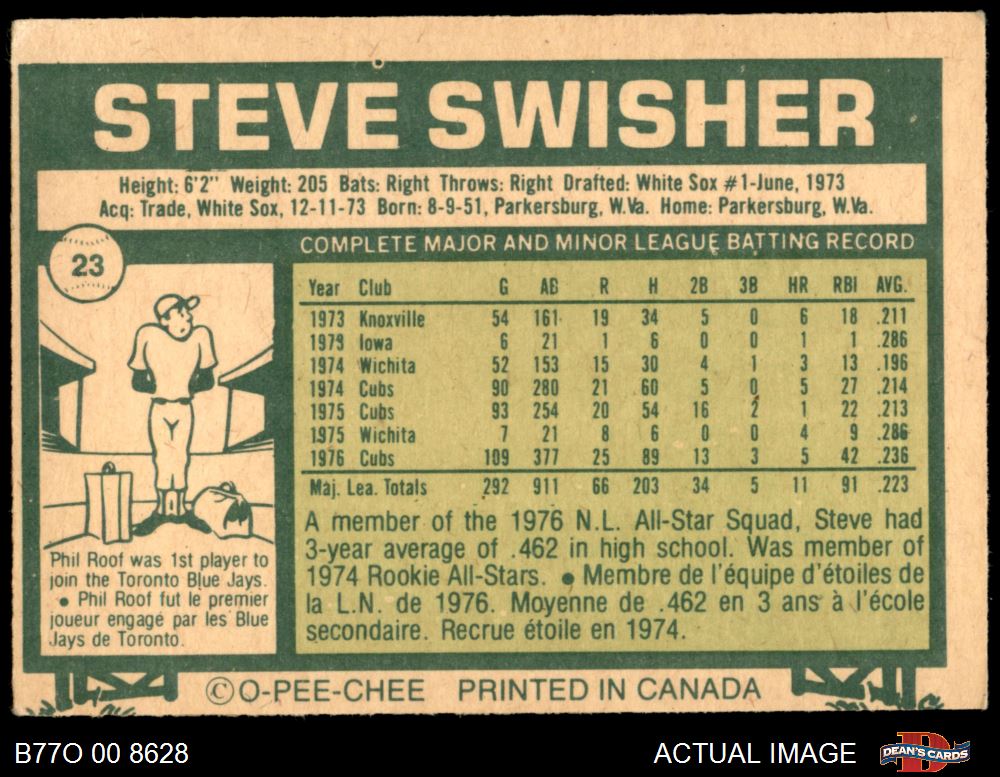 STEVE SWISHER
Height: 6'2" Weight: 205 Bats: Right Throws: Right Drafted: White Sox #1-June, 1973
Acq: Trade, White Sox, 12-11-73 Born: 8-9-51, Parkersburg, W.Va. Home: Parkersburg, W.Va.
23
COMPLETE MAJOR AND MINOR LEAGUE BATTING RECORD
Year Club G AB R H 2B 3B HR RBI AVG.
1973 Knoxville 54 161 19 34 5 0 6 18 .211
1973 Iowa 6 21 1 6 0 0 1 1 .286
1974 Wichita 52 153 15 30 4 1 3 13 .196
1974 Cubs 90 280 21 60 5 0 5 27 .214
1975 Cubs 93 254 20 54 16 2 1 22 .213
1975 Wichita 7 21 8 6 0 0 4 9 .286
1976 Cubs 109 377 25 89 13 3 5 42 .236
Maj. Lea. Totals 292 911 66 203 34 5 11 91 .223
A member of the 1976 N.L. All-Star Squad, Steve had
3-year average of .462 in high school. Was member of
1974 Rookie All-Stars. ● Membre de l'équipe d'étoiles de
la L.N. de 1976. Moyenne de .462 en 3 ans à l'école
secondaire. Recrue étoile en 1974.
Phil Roof was 1st player to
join the Toronto Blue Jays.
● Phil Roof fut le premier
joueur engagé par les Blue
Jays de Toronto.
© O-PEE-CHEE PRINTED IN CANADA
B77O 00 8628
ACTUAL IMAGE
DEAN'S CARDS